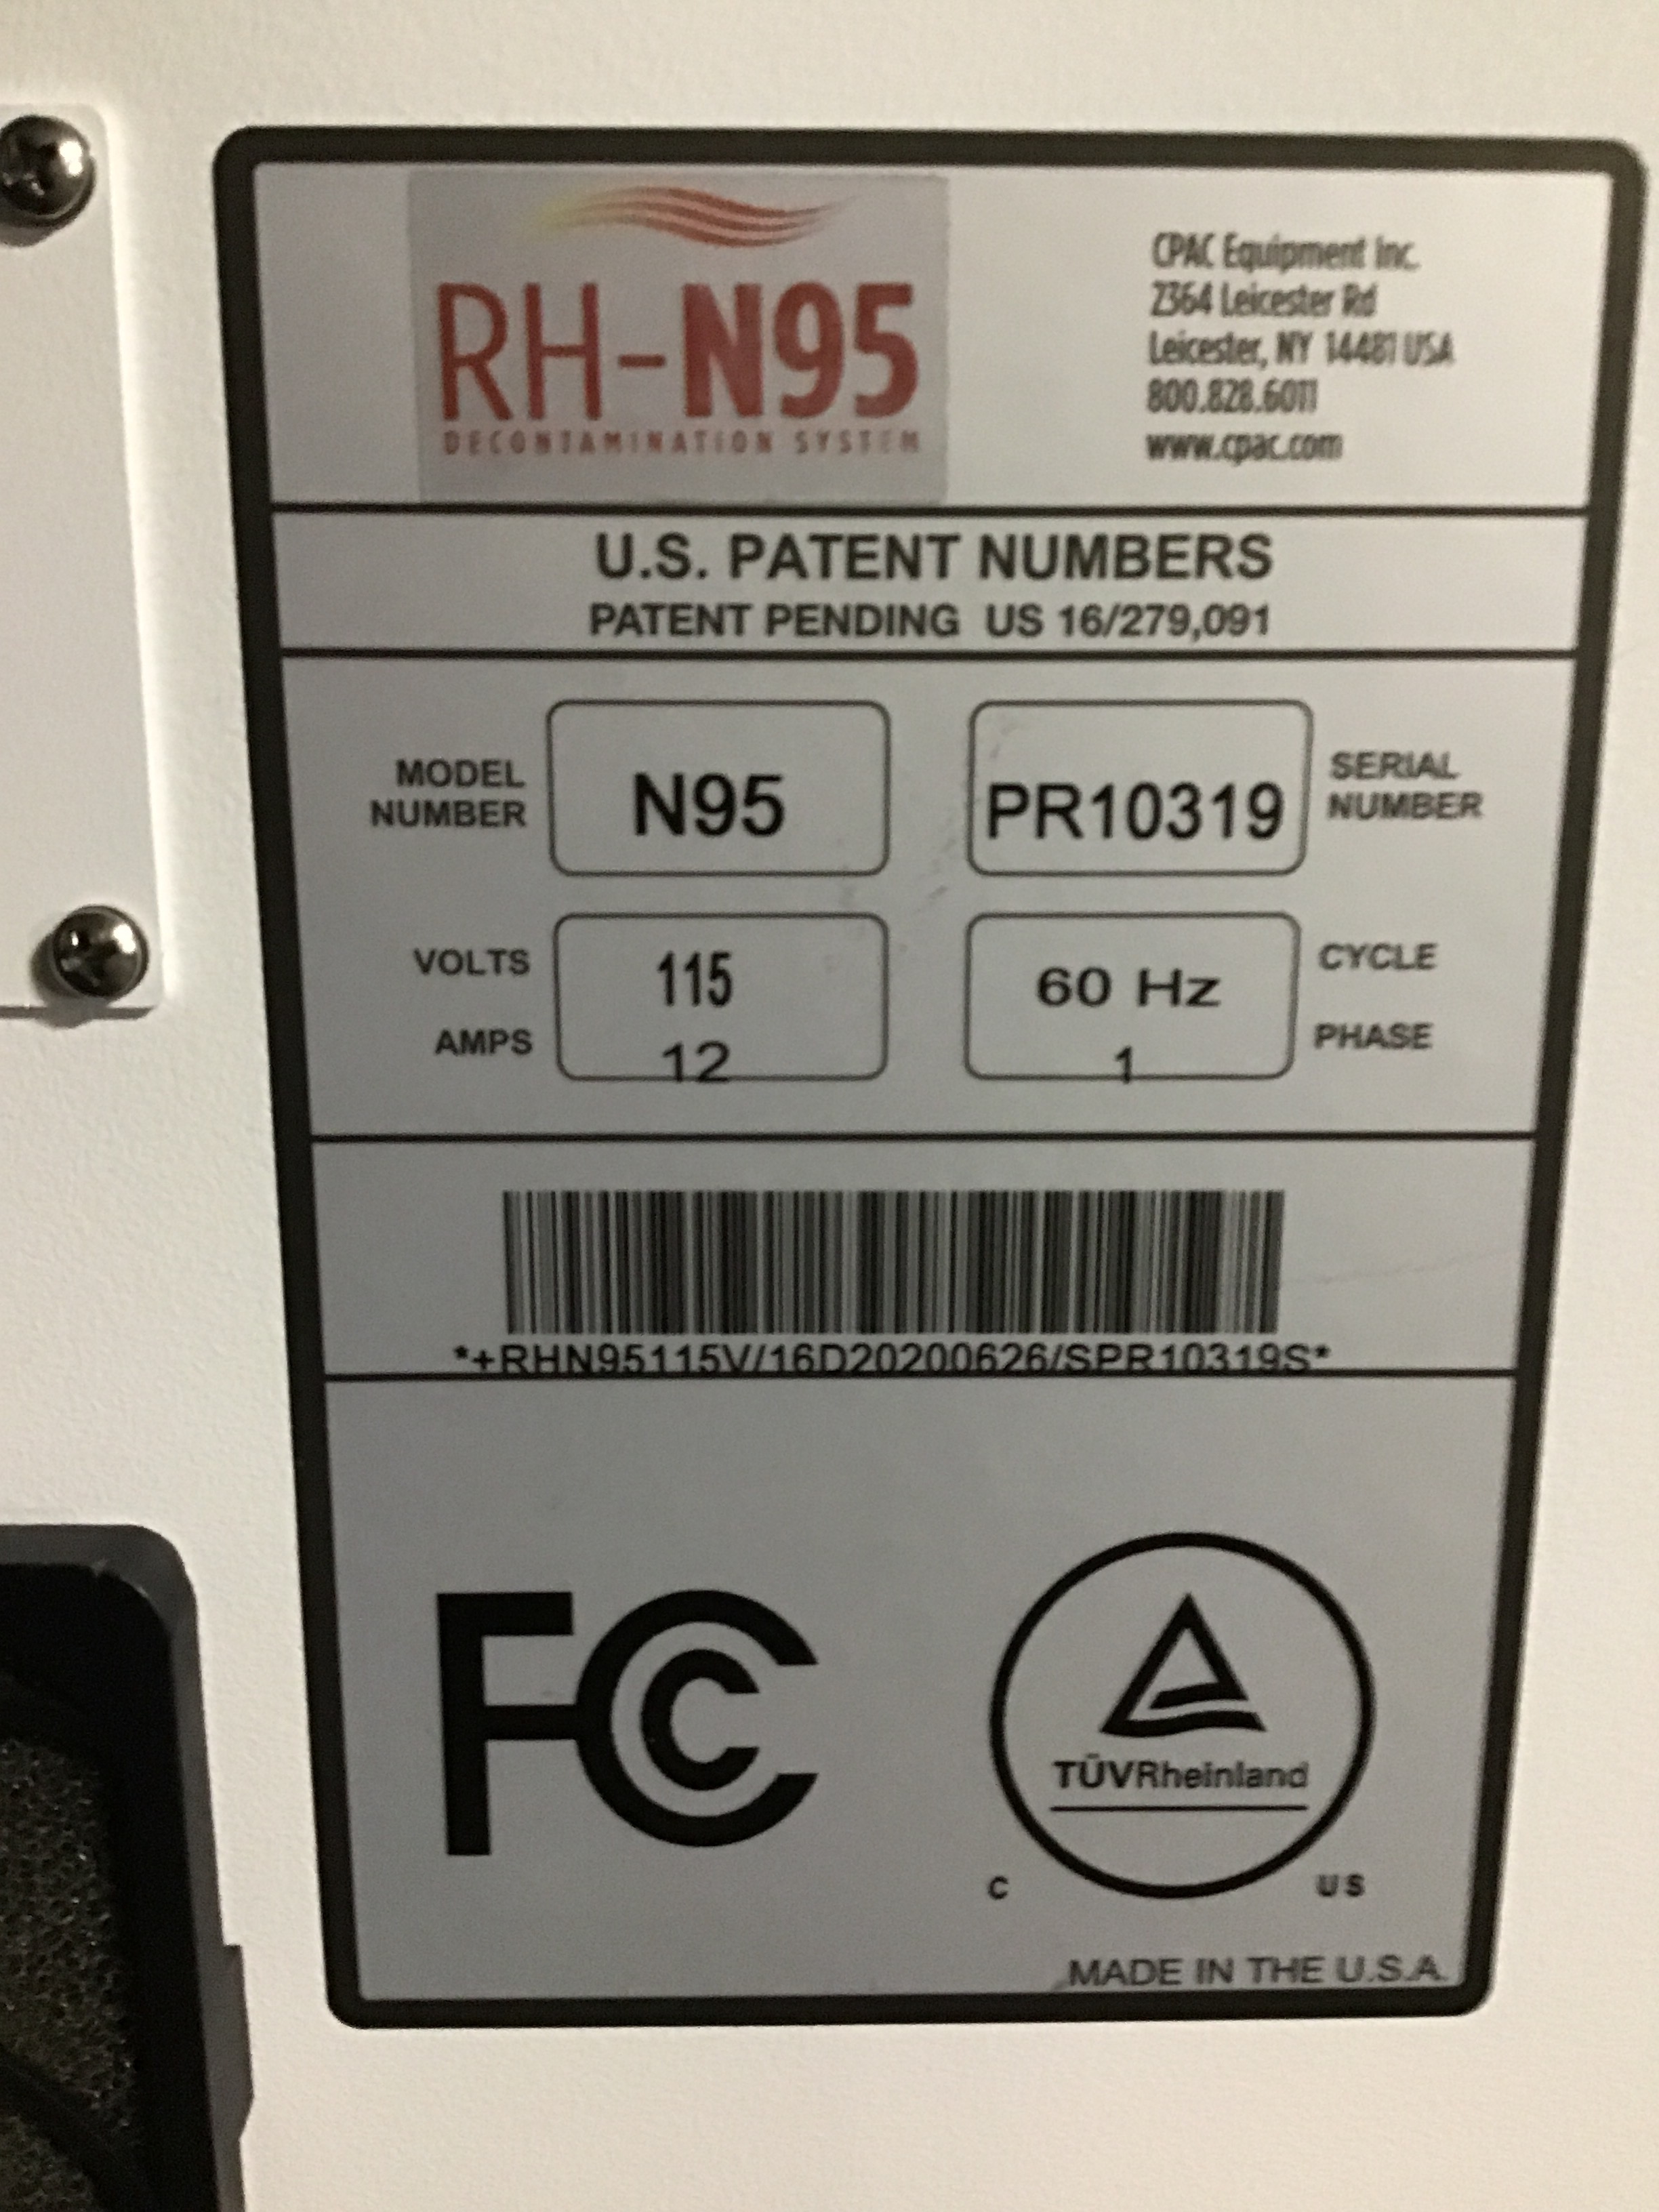 RH-N95
DECONTAMINATION SYSTEM
CPAC Equipment Inc.
2364 Leicester Rd
Leicester, NY 14481 USA
800.828.6011
www.cpac.com
U.S. PATENT NUMBERS
PATENT PENDING US 16/279,091
MODEL NUMBER
N95
PR10319
SERIAL NUMBER
VOLTS
115
60 Hz
CYCLE
AMPS
12
1
PHASE
*+RHN95115V/16D20200626/SPR10319S*
FCC
TÜVRheinland
C US
MADE IN THE U.S.A.